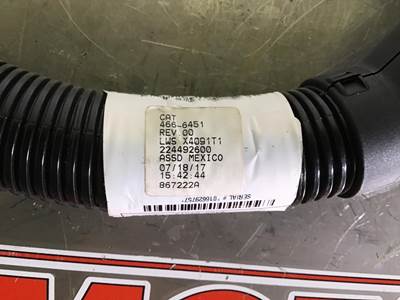 CAT
466-6451
REV 00
LWS X4091T1
224492600
ASSD MEXICO
07/18/17
15:42:44
867222A